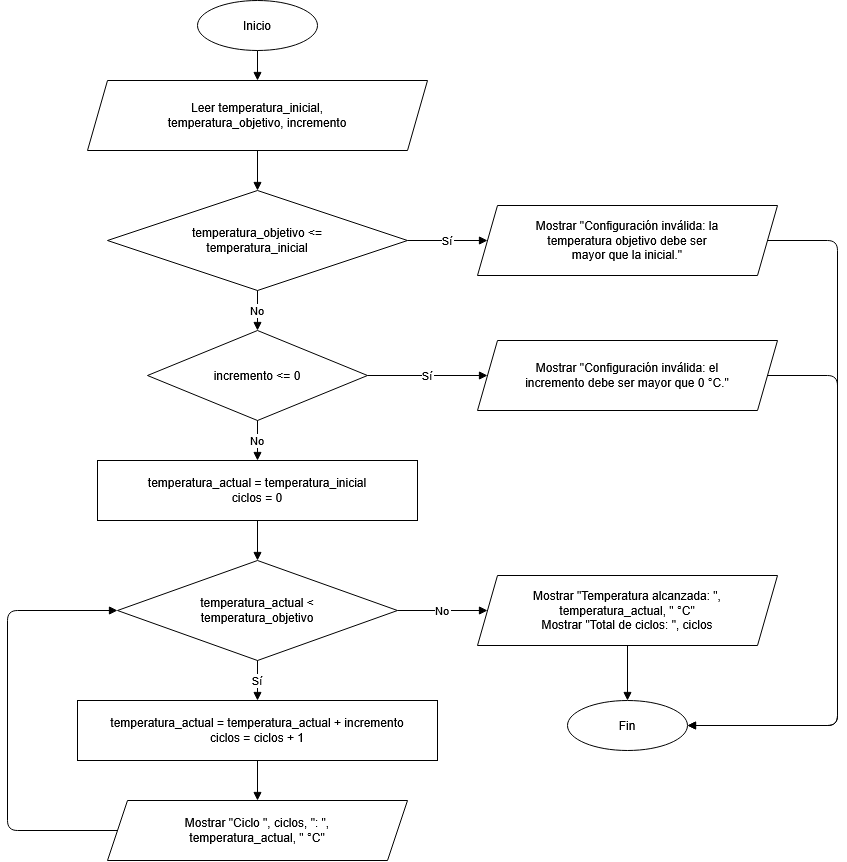 Inicio
Leer temperatura_inicial,
temperatura_objetivo, incremento
temperatura_objetivo <=
temperatura_inicial
Sí
Mostrar "Configuración inválida: la
temperatura objetivo debe ser
mayor que la inicial."
No
incremento <= 0
Sí
Mostrar "Configuración inválida: el
incremento debe ser mayor que 0 °C."
No
temperatura_actual = temperatura_inicial
ciclos = 0
temperatura_actual <
temperatura_objetivo
No
Mostrar "Temperatura alcanzada: ",
temperatura_actual, " °C"
Mostrar "Total de ciclos: ", ciclos
Sí
temperatura_actual = temperatura_actual + incremento
ciclos = ciclos + 1
Fin
Mostrar "Ciclo ", ciclos, ": ",
temperatura_actual, " °C"